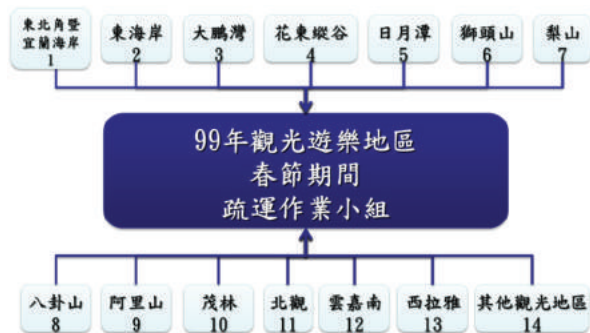 東北角暨
宜蘭海岸
1
東海岸
2
大鵬灣
3
花東縱谷
4
日月潭
5
獅頭山
6
梨山
7
99年觀光遊樂地區
春節期間
疏運作業小組
八卦山
8
阿里山
9
茂林
10
北觀
11
雲嘉南
12
西拉雅
13
其他觀光地區
14